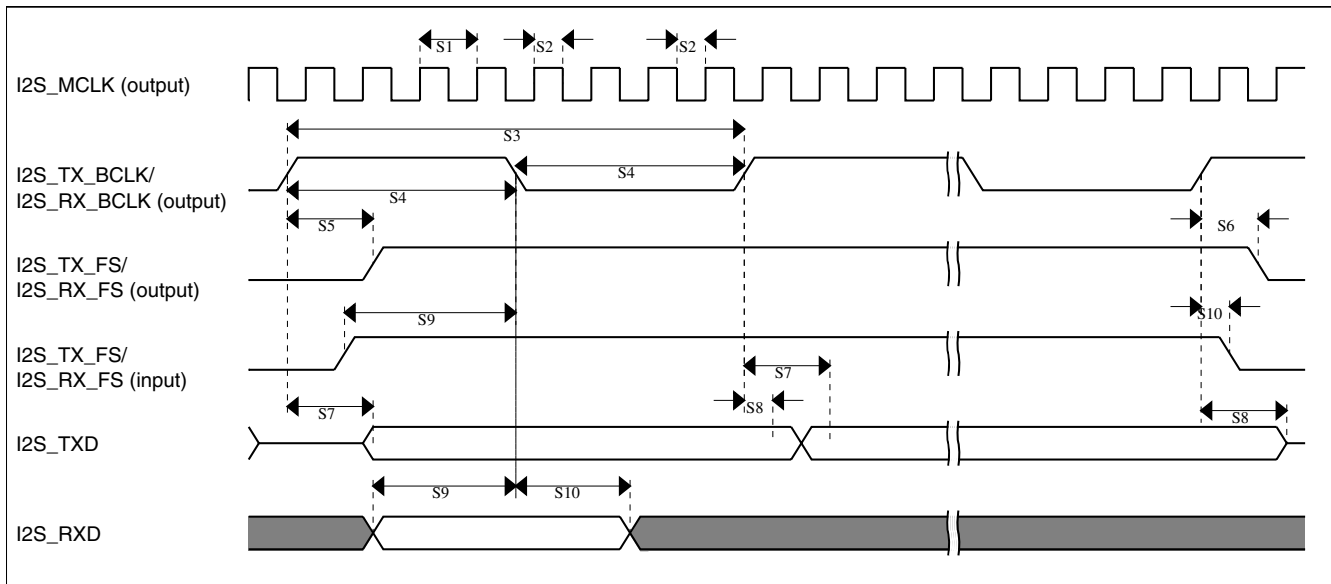 S1
S2
S2
I2S_MCLK (output)
S3
I2S_TX_BCLK/
I2S_RX_BCLK (output)
S4
S4
S5
S6
I2S_TX_FS/
I2S_RX_FS (output)
S9
S10
I2S_TX_FS/
I2S_RX_FS (input)
S7
S7
S8
S8
I2S_TXD
S9
S10
I2S_RXD